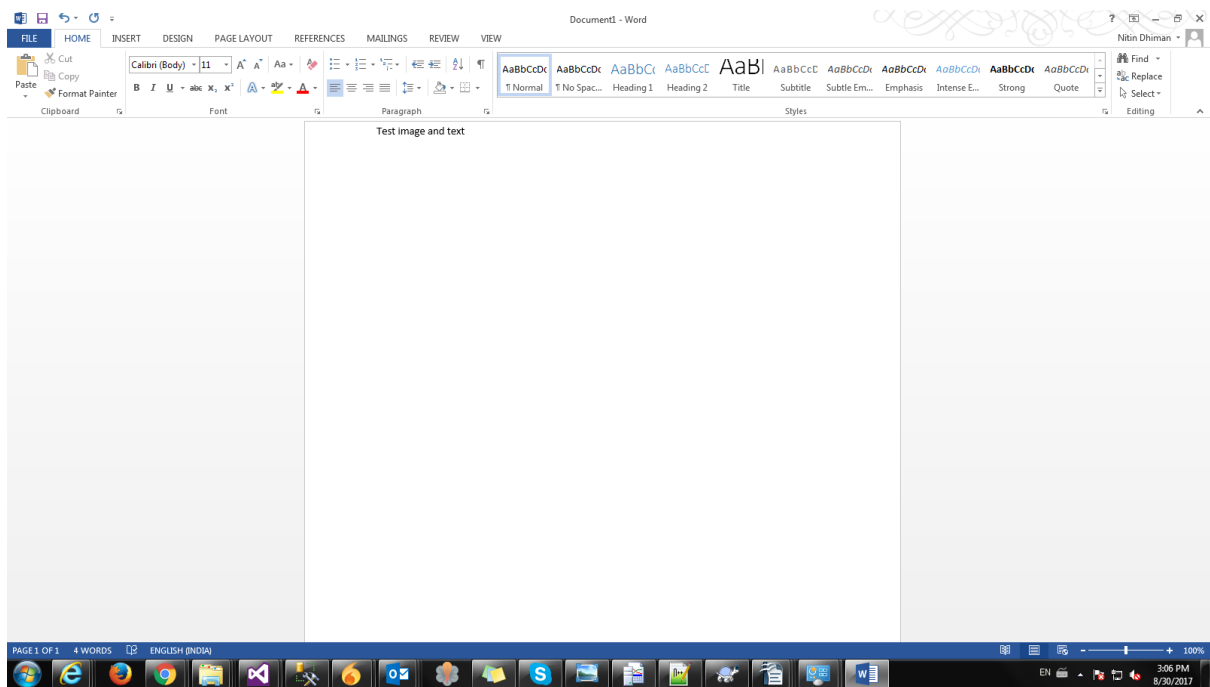 Document1 - Word
Nitin Dhiman
FILE HOME INSERT DESIGN PAGE LAYOUT REFERENCES MAILINGS REVIEW VIEW
Paste
Cut
Copy
Format Painter
Clipboard
Calibri (Body) 11
Font
Paragraph
AaBbCcDc AaBbCcDc AaBbCc AaBbCcD AaBl AaBbCcD AaBbCcDc AaBbCcDc AaBbCcDc AaBbCcDc AaBbCcDc
¶ Normal ¶ No Spac... Heading 1 Heading 2 Title Subtitle Subtle Em... Emphasis Intense E... Strong Quote
Styles
Find
Replace
Select
Editing
Test image and text
PAGE 1 OF 1 4 WORDS ENGLISH (INDIA)
100%
EN
3:06 PM
8/30/2017